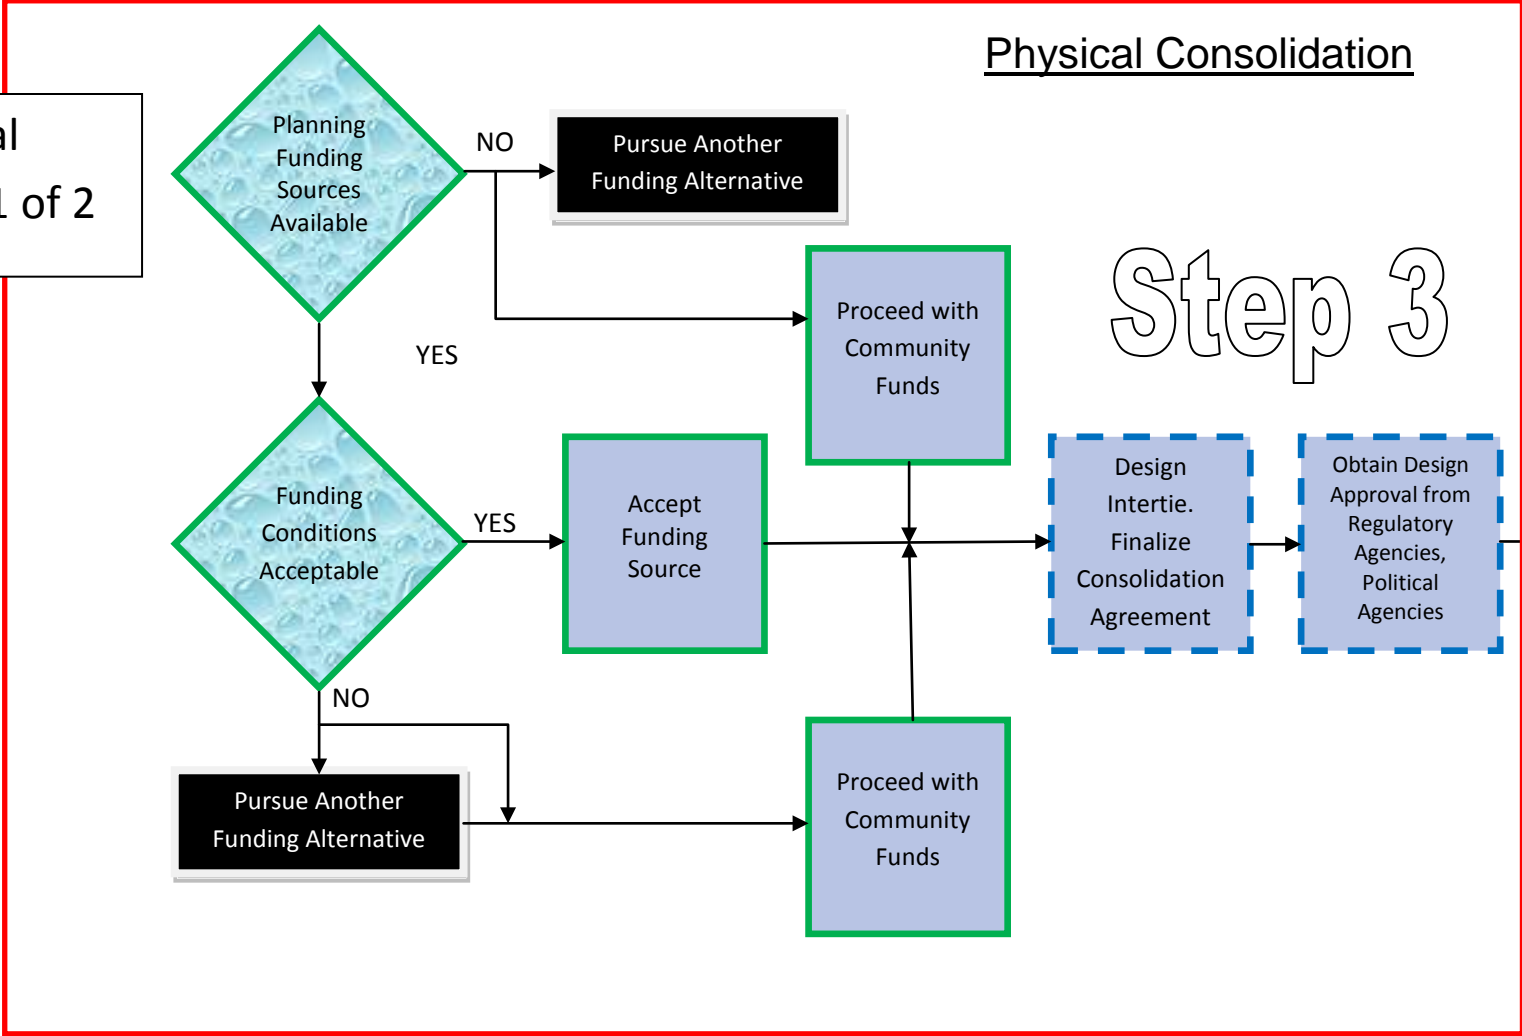 Physical Consolidation
al
1 of 2
Planning
Funding
Sources
Available
NO
Pursue Another
Funding Alternative
Step 3
Proceed with
Community
Funds
YES
Funding
Conditions
Acceptable
YES
Accept
Funding
Source
Design
Intertie.
Finalize
Consolidation
Agreement
Obtain Design
Approval from
Regulatory
Agencies,
Political
Agencies
NO
Pursue Another
Funding Alternative
Proceed with
Community
Funds